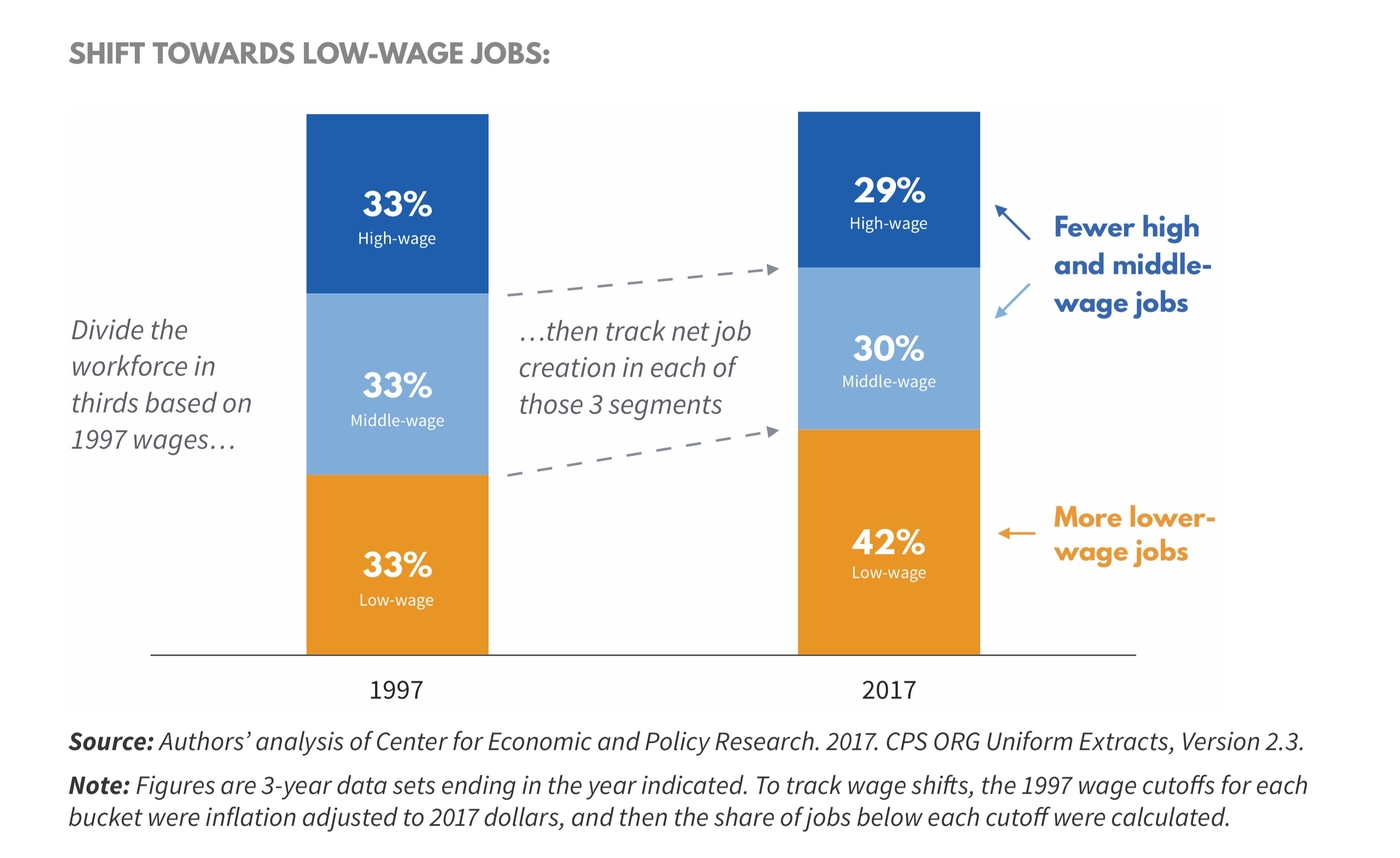 SHIFT TOWARDS LOW-WAGE JOBS:
33%
High-wage
29%
High-wage
Fewer high
and middle-
wage jobs
Divide the
workforce in
thirds based on
1997 wages…
33%
Middle-wage
…then track net job
creation in each of
those 3 segments
30%
Middle-wage
33%
Low-wage
42%
Low-wage
More lower-
wage jobs
1997
2017
Source: Authors’ analysis of Center for Economic and Policy Research. 2017. CPS ORG Uniform Extracts, Version 2.3.
Note: Figures are 3-year data sets ending in the year indicated. To track wage shifts, the 1997 wage cutoffs for each
bucket were inflation adjusted to 2017 dollars, and then the share of jobs below each cutoff were calculated.